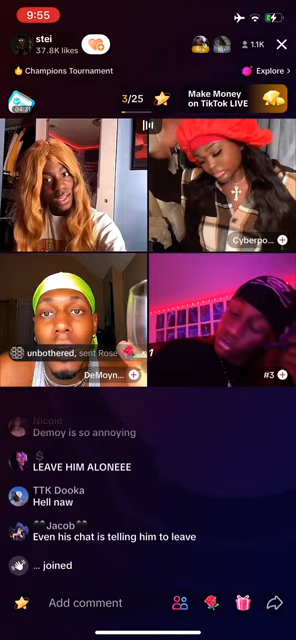 9:55
stei
37.8K likes
1.1K
Champions Tournament
Explore >
04:31
3/25
Make Money
on TikTok LIVE
Cyberpo...
unbothered, sent Rose
DeMoyn...
#3
Nicole
Demoy is so annoying
$
LEAVE HIM ALONEEE
TTK Dooka
Hell naw
🖤Jacob🖤
Even his chat is telling him to leave
... joined
Add comment